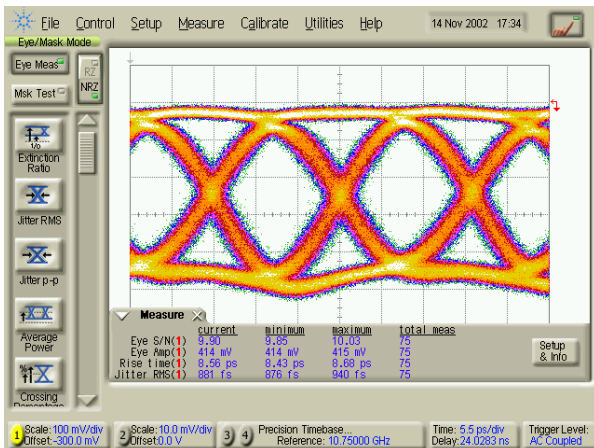 File Control Setup Measure Calibrate Utilities Help 14 Nov 2002 17:34
Eye/Mask Mode
Eye Meas
RZ
Msk Test
NRZ
1/0
Extinction
Ratio
Jitter RMS
Jitter p-p
Average
Power
Crossing
Measure
current minimum maximum total meas
Eye S/N(1) 9.90 9.85 10.03 75
Eye Amp(1) 414 mV 414 mV 415 mV 75
Rise time(1) 8.56 ps 8.43 ps 8.68 ps 75
Jitter RMS(1) 881 fs 876 fs 940 fs 75
Setup
& Info
1 Scale:100 mV/div
Offset:-300.0 mV
2 Scale:10.0 mV/div
Offset:0.0 V
3 4
Precision Timebase...
Reference: 10.75000 GHz
Time: 5.5 ps/div
Delay:24.0283 ns
Trigger Level:
AC Coupled